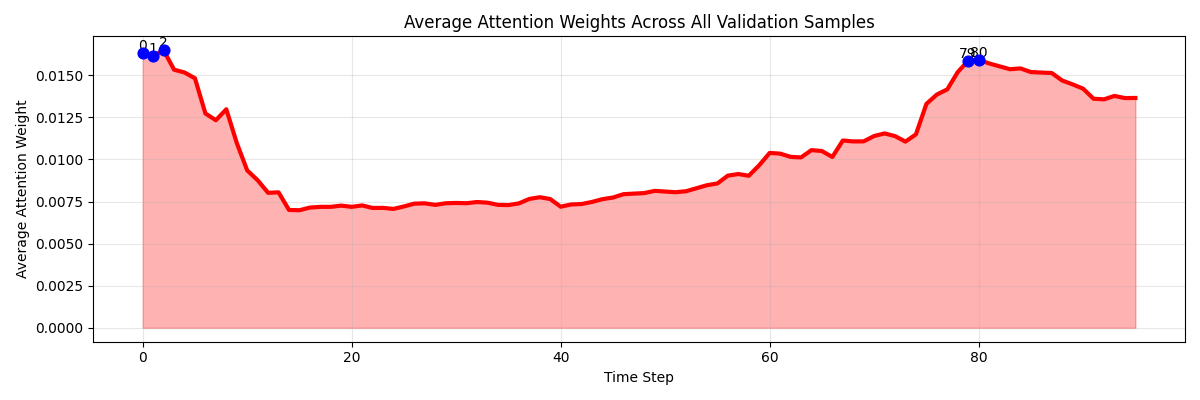 Average Attention Weights Across All Validation Samples
Average Attention Weight
0.0150
0.0125
0.0100
0.0075
0.0050
0.0025
0.0000
0 1 2
79 80
0 20 40 60 80
Time Step